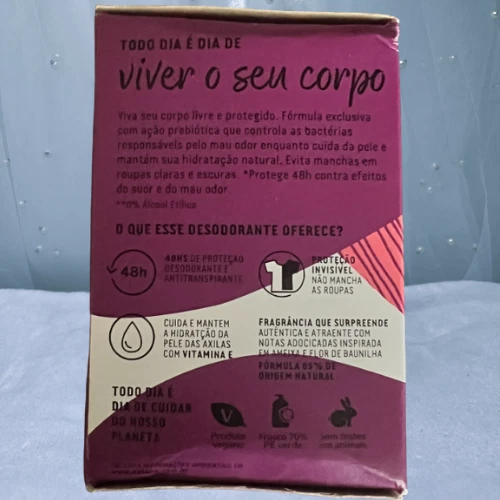 TODO DIA É DIA DE
viver o seu corpo
Viva seu corpo livre e protegido. Fórmula exclusiva
com ação prebiótica que controla as bactérias
responsáveis pelo mau odor enquanto cuida da pele e
mantém sua hidratação natural. Evita manchas em
roupas claras e escuras. *Protege 48h contra efeitos
do suor e do mau odor.
**0% Álcool Etílico
O QUE ESSE DESODORANTE OFERECE?
48h
48HS DE PROTEÇÃO
DESODORANTE E
ANTITRANSPIRANTE
PROTEÇÃO
INVISÍVEL
NÃO MANCHA
AS ROUPAS
CUIDA E MANTEM
A HIDRATAÇÃO DA
PELE DAS AXILAS
COM VITAMINA E
FRAGRÂNCIA QUE SURPREENDE
AUTÊNTICA E ATRAENTE COM
NOTAS ADOCICADAS INSPIRADA
EM AMEIXA E FLOR DE BAUNILHA
FÓRMULA 85% DE
ORIGEM NATURAL
TODO DIA É
DIA DE CUIDAR
DO NOSSO
PLANETA
V
Produto
vegano
Frasco 70%
PE verde
Sem testes
em animais